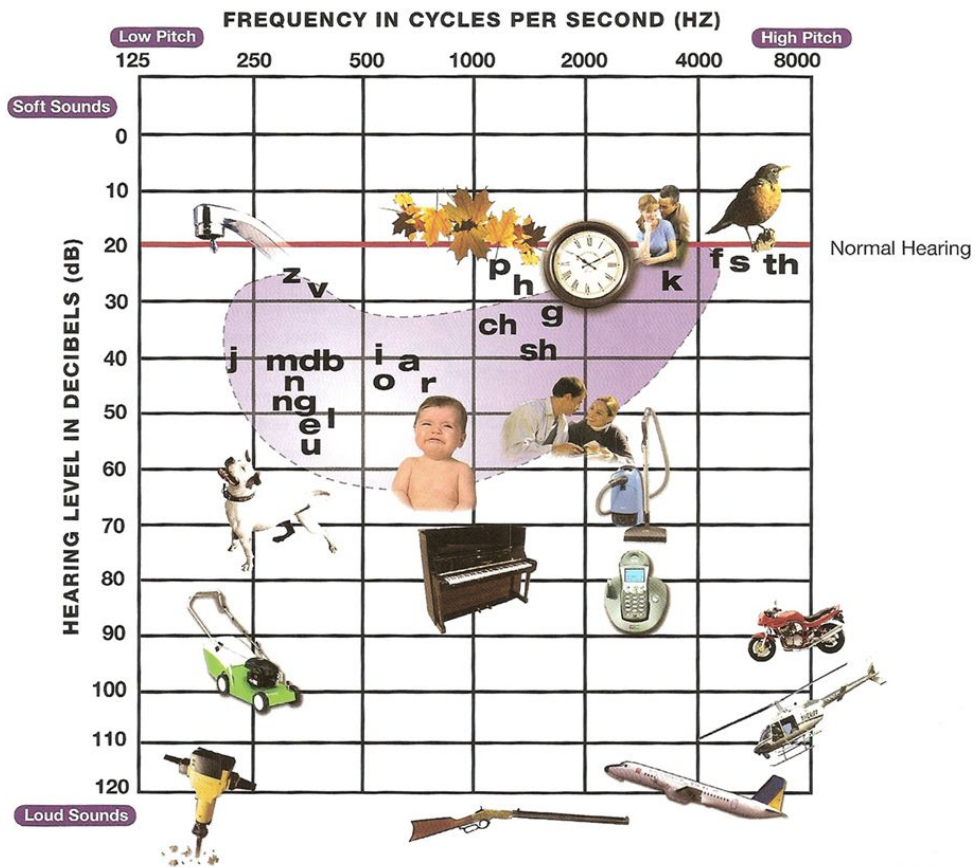 FREQUENCY IN CYCLES PER SECOND (HZ)
Low Pitch
High Pitch
125 250 500 1000 2000 4000 8000
Soft Sounds
HEARING LEVEL IN DECIBELS (dB)
0
10
20
Normal Hearing
30
40
50
60
70
80
90
100
110
120
Loud Sounds
z
v
p
h
g
ch
sh
k
f s th
j
mdb
n
ng
e
l
u
i
a
o
r